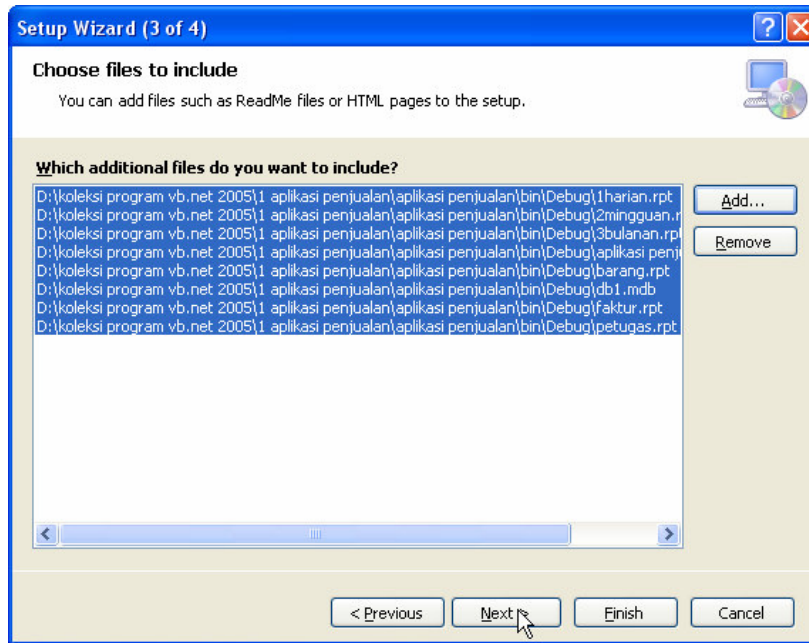 Setup Wizard (3 of 4)
Choose files to include
You can add files such as ReadMe files or HTML pages to the setup.
Which additional files do you want to include?
D:\koleksi program vb.net 2005\1 aplikasi penjualan\aplikasi penjualan\bin\Debug\1harian.rpt
D:\koleksi program vb.net 2005\1 aplikasi penjualan\aplikasi penjualan\bin\Debug\2mingguan.r
D:\koleksi program vb.net 2005\1 aplikasi penjualan\aplikasi penjualan\bin\Debug\3bulanan.rpt
D:\koleksi program vb.net 2005\1 aplikasi penjualan\aplikasi penjualan\bin\Debug\aplikasi penj
D:\koleksi program vb.net 2005\1 aplikasi penjualan\aplikasi penjualan\bin\Debug\barang.rpt
D:\koleksi program vb.net 2005\1 aplikasi penjualan\aplikasi penjualan\bin\Debug\db1.mdb
D:\koleksi program vb.net 2005\1 aplikasi penjualan\aplikasi penjualan\bin\Debug\faktur.rpt
D:\koleksi program vb.net 2005\1 aplikasi penjualan\aplikasi penjualan\bin\Debug\petugas.rpt
Add...
Remove
< Previous
Next >
Finish
Cancel